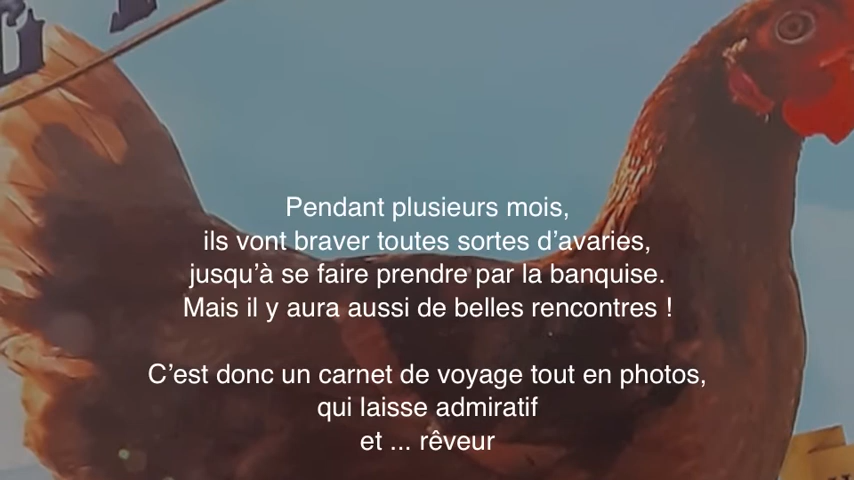 Pendant plusieurs mois,
ils vont braver toutes sortes d’avaries,
jusqu’à se faire prendre par la banquise.
Mais il y aura aussi de belles rencontres !
C’est donc un carnet de voyage tout en photos,
qui laisse admiratif
et ... rêveur